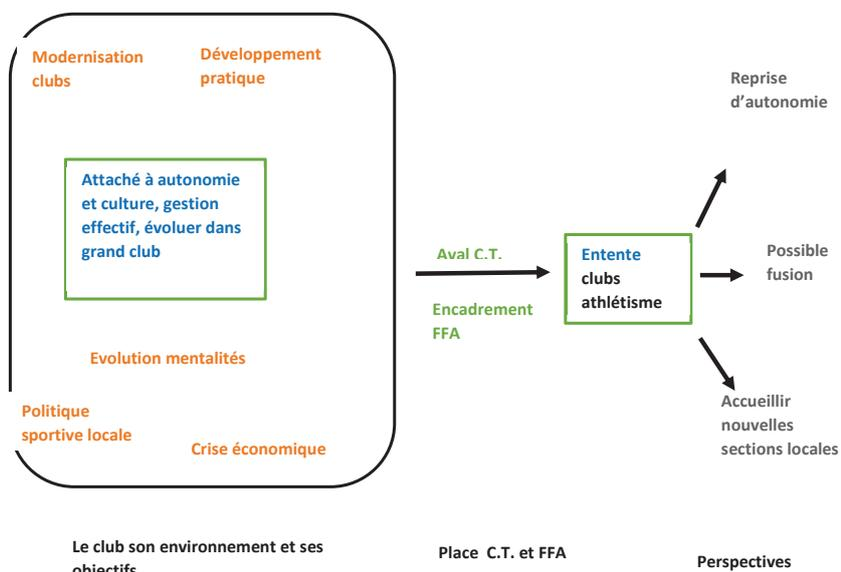 Modernisation
clubs
Développement
pratique
Attaché à autonomie
et culture, gestion
effectif, évoluer dans
grand club
Evolution mentalités
Politique
sportive locale
Crise économique
Aval C.T.
Encadrement
FFA
Entente
clubs
athlétisme
Reprise
d’autonomie
Possible
fusion
Accueillir
nouvelles
sections locales
Le club son environnement et ses
objectifs
Place C.T. et FFA
Perspectives